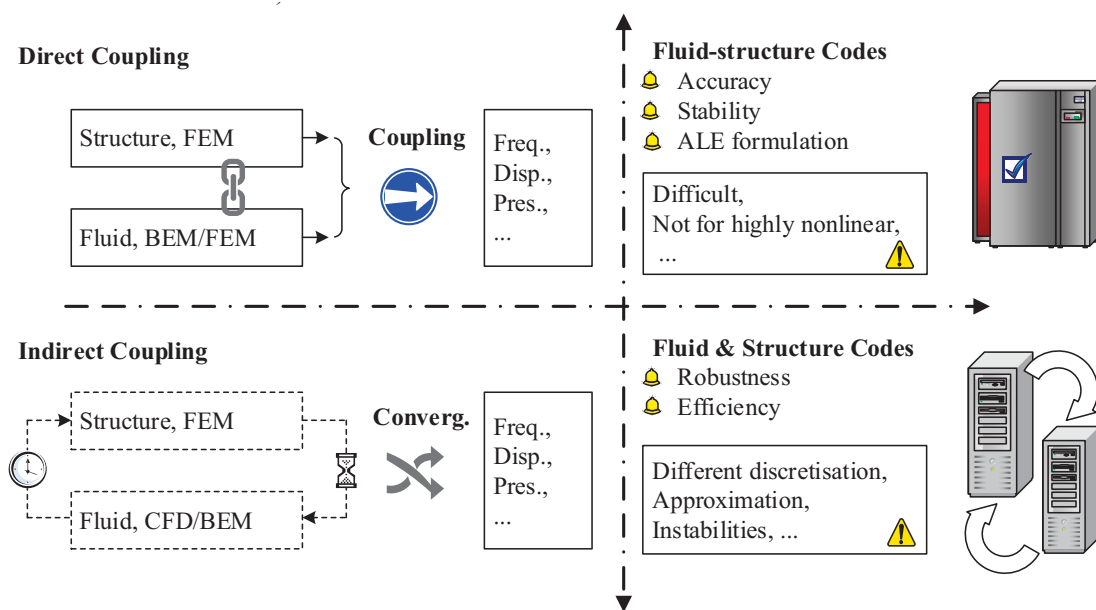 Direct Coupling
Structure, FEM
Fluid, BEM/FEM
Coupling
Freq.,
Disp.,
Pres.,
...
Fluid-structure Codes
Accuracy
Stability
ALE formulation
Difficult,
Not for highly nonlinear,
...
Indirect Coupling
Structure, FEM
Fluid, CFD/BEM
Converg.
Freq.,
Disp.,
Pres.,
...
Fluid & Structure Codes
Robustness
Efficiency
Different discretisation,
Approximation,
Instabilities, ...